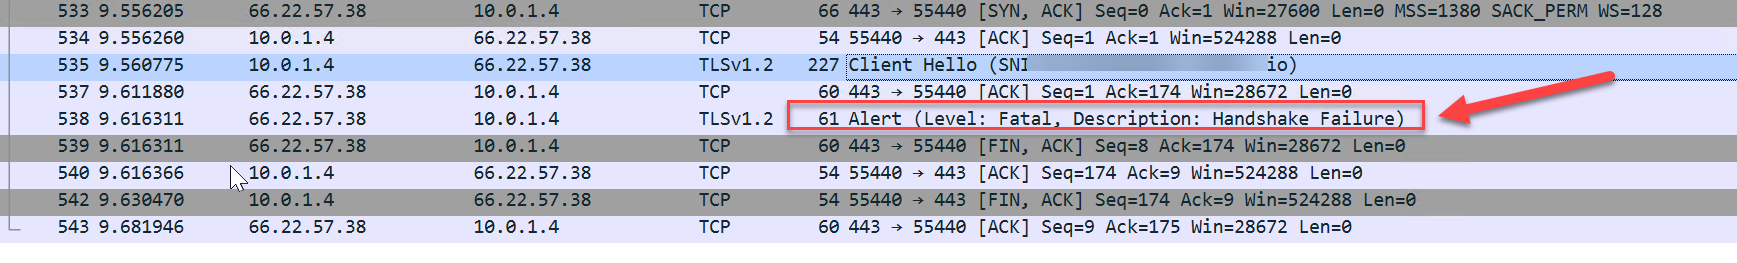 533 9.556205 66.22.57.38 10.0.1.4 TCP 66 443 → 55440 [SYN, ACK] Seq=0 Ack=1 Win=27600 Len=0 MSS=1380 SACK_PERM WS=128
534 9.556260 10.0.1.4 66.22.57.38 TCP 54 55440 → 443 [ACK] Seq=1 Ack=1 Win=524288 Len=0
535 9.560775 10.0.1.4 66.22.57.38 TLSv1.2 227 Client Hello (SNI io)
537 9.611880 66.22.57.38 10.0.1.4 TCP 60 443 → 55440 [ACK] Seq=1 Ack=174 Win=28672 Len=0
538 9.616311 66.22.57.38 10.0.1.4 TLSv1.2 61 Alert (Level: Fatal, Description: Handshake Failure)
539 9.616311 66.22.57.38 10.0.1.4 TCP 60 443 → 55440 [FIN, ACK] Seq=8 Ack=174 Win=28672 Len=0
540 9.616366 10.0.1.4 66.22.57.38 TCP 54 55440 → 443 [ACK] Seq=174 Ack=9 Win=524288 Len=0
542 9.630470 10.0.1.4 66.22.57.38 TCP 54 55440 → 443 [FIN, ACK] Seq=174 Ack=9 Win=524288 Len=0
543 9.681946 66.22.57.38 10.0.1.4 TCP 60 443 → 55440 [ACK] Seq=9 Ack=175 Win=28672 Len=0